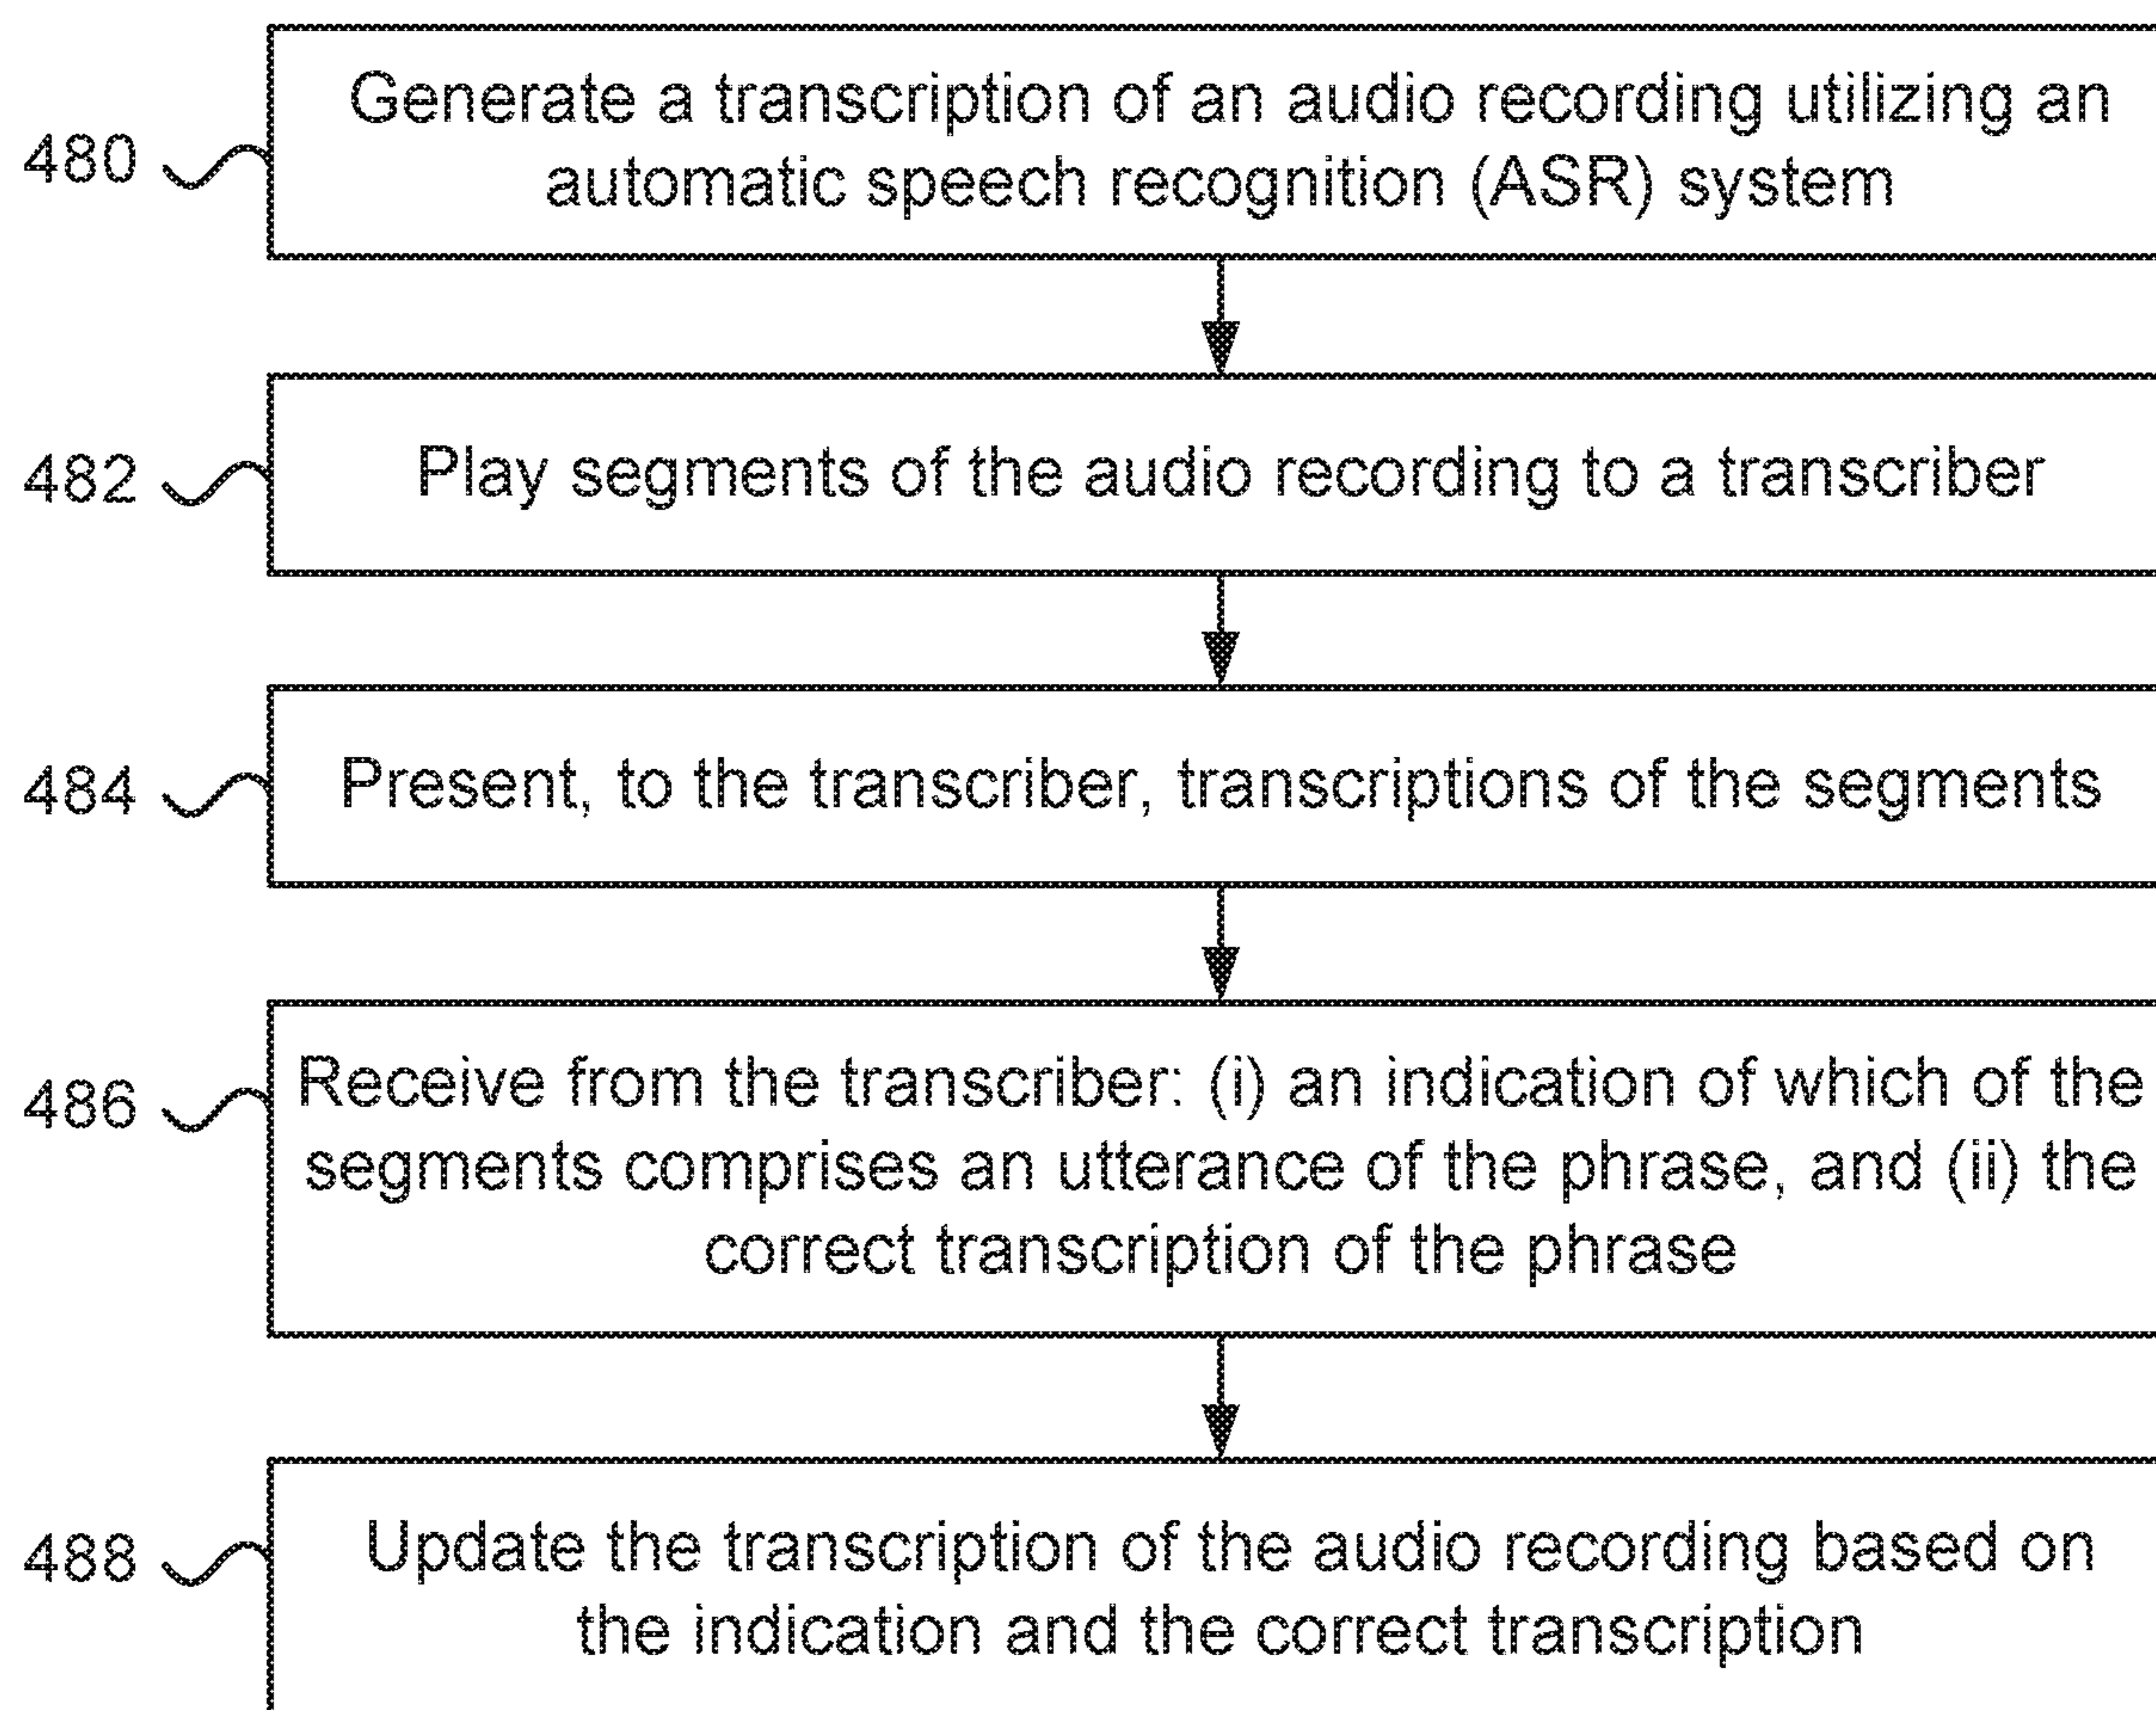 Generate a transcription of an audio recording utilizing an
480
automatic speech recognition (ASR) system
482
Play segments of the audio recording to a transcriber
484
Present, to the transcriber, transcriptions of the segments
486
Receive from the transcriber: (i) an indication of which of the
segments comprises an utterance of the phrase, and (ii) the
correct transcription of the phrase
488
Update the transcription of the audio recording based on
the indication and the correct transcription